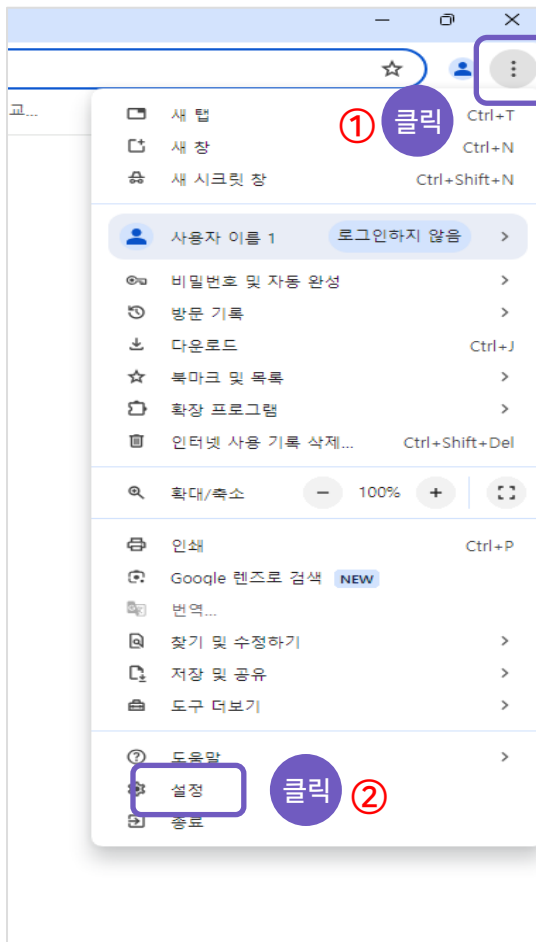 교...
새 탭 ① 클릭 Ctrl+T
새 창 Ctrl+N
새 시크릿 창 Ctrl+Shift+N
사용자 이름 1 로그인하지 않음
비밀번호 및 자동 완성
방문 기록
다운로드 Ctrl+J
북마크 및 목록
확장 프로그램
인터넷 사용 기록 삭제... Ctrl+Shift+Del
확대/축소 − 100% +
인쇄 Ctrl+P
Google 렌즈로 검색 NEW
번역...
찾기 및 수정하기
저장 및 공유
도구 더보기
도움말
설정 클릭 ②
종료